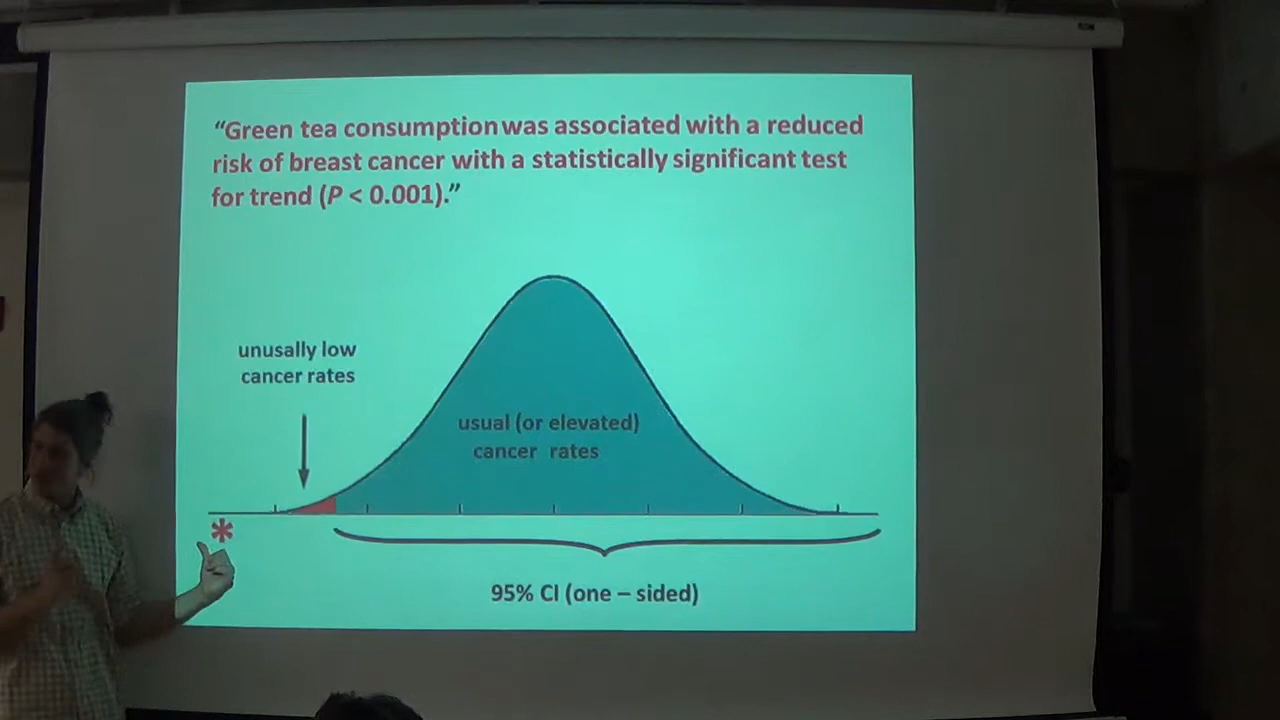 “Green tea consumption was associated with a reduced
risk of breast cancer with a statistically significant test
for trend (P < 0.001).”
unusally low
cancer rates
usual (or elevated)
cancer rates
*
95% CI (one – sided)